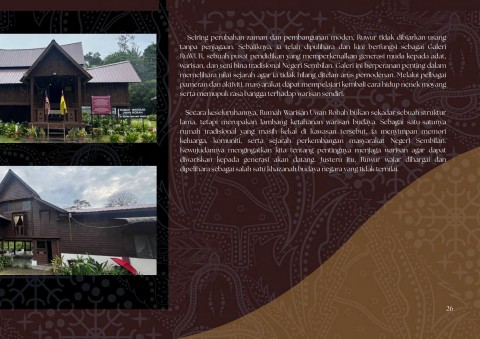 Seiring perubahan zaman dan pembangunan moden, Ruwur tidak dibiarkan usang
tanpa penjagaan. Sebaliknya, ia telah dipulihara dan kini berfungsi sebagai Galeri
RuWUR, sebuah pusat pendidikan yang memperkenalkan generasi muda kepada adat,
warisan, dan seni bina tradisional Negeri Sembilan. Galeri ini berperanan penting dalam
memelihara nilai sejarah agar ia tidak hilang ditelan arus pemodenan. Melalui pelbagai
pameran dan aktiviti, masyarakat dapat mempelajari kembali cara hidup nenek moyang
serta memupuk rasa bangga terhadap warisan sendiri.
Secara keseluruhannya, Rumah Warisan Uwan Robah bukan sekadar sebuah struktur
lama, tetapi merupakan lambang ketahanan warisan budaya. Sebagai satu-satunya
rumah tradisional yang masih kekal di kawasan tersebut, ia menyimpan memori
keluarga, komuniti, serta sejarah perkembangan masyarakat Negeri Sembilan.
Kewujudannya mengingatkan kita tentang pentingnya menjaga warisan agar dapat
diwariskan kepada generasi akan datang. Justeru itu, Ruwur wajar dihargai dan
dipelihara sebagai salah satu khazanah budaya negara yang tidak ternilai.
26